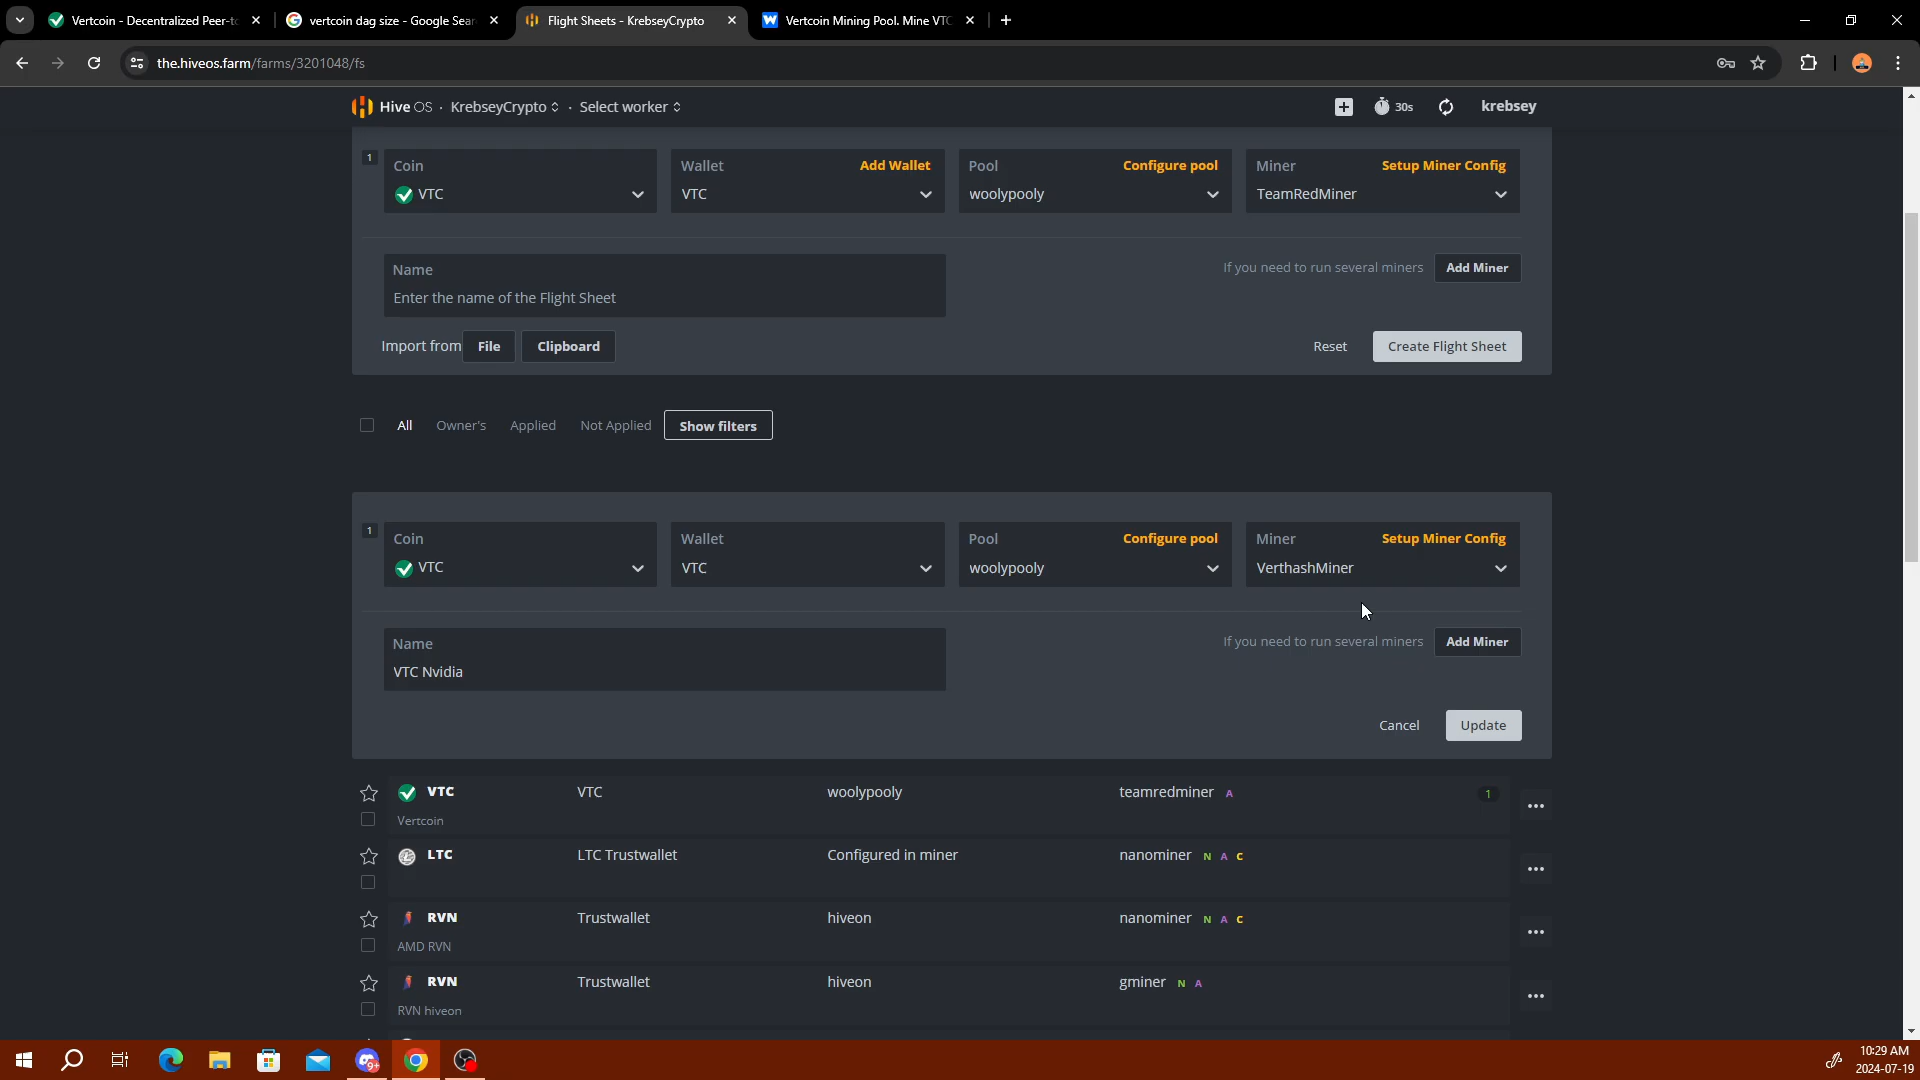 Vertcoin - Decentralized Peer-t
vertcoin dag size - Google Sea
Flight Sheets - KrebseyCrypto
Vertcoin Mining Pool. Mine VTC
the.hiveos.farm/farms/3201048/fs
Hive OS · KrebseyCrypto · Select worker
30s
krebsey
1
Coin
VTC
Wallet
Add Wallet
VTC
Pool
Configure pool
woolypooly
Miner
Setup Miner Config
TeamRedMiner
Name
Enter the name of the Flight Sheet
If you need to run several miners
Add Miner
Import from
File
Clipboard
Reset
Create Flight Sheet
All
Owner's
Applied
Not Applied
Show filters
1
Coin
VTC
Wallet
VTC
Pool
Configure pool
woolypooly
Miner
Setup Miner Config
VerthashMiner
Name
VTC Nvidia
If you need to run several miners
Add Miner
Cancel
Update
VTC
VTC
woolypooly
teamredminer A
1
Vertcoin
LTC
LTC Trustwallet
Configured in miner
nanominer N A C
RVN
Trustwallet
hiveon
nanominer N A C
AMD RVN
RVN
Trustwallet
hiveon
gminer N A
RVN hiveon
9+
10:29 AM
2024-07-19